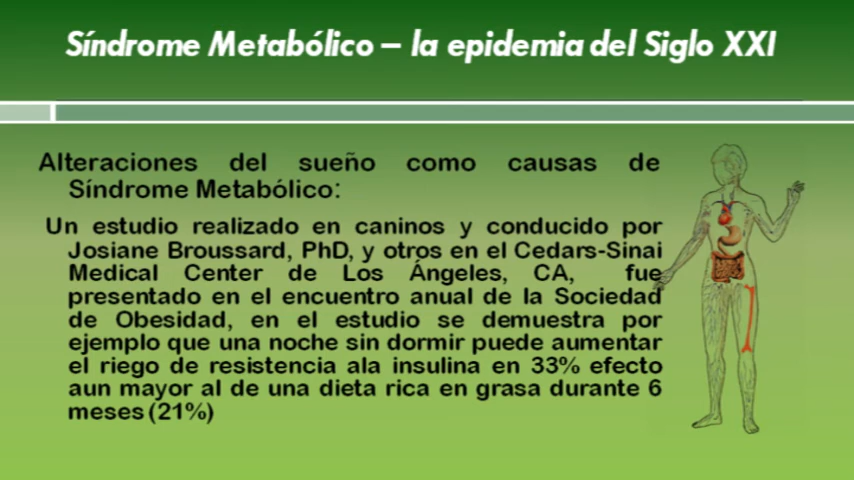 Síndrome Metabólico – la epidemia del Siglo XXI
Alteraciones del sueño como causas de
Síndrome Metabólico:
Un estudio realizado en caninos y conducido por
Josiane Broussard, PhD, y otros en el Cedars-Sinai
Medical Center de Los Ángeles, CA, fue
presentado en el encuentro anual de la Sociedad
de Obesidad, en el estudio se demuestra por
ejemplo que una noche sin dormir puede aumentar
el riego de resistencia ala insulina en 33% efecto
aun mayor al de una dieta rica en grasa durante 6
meses (21%)